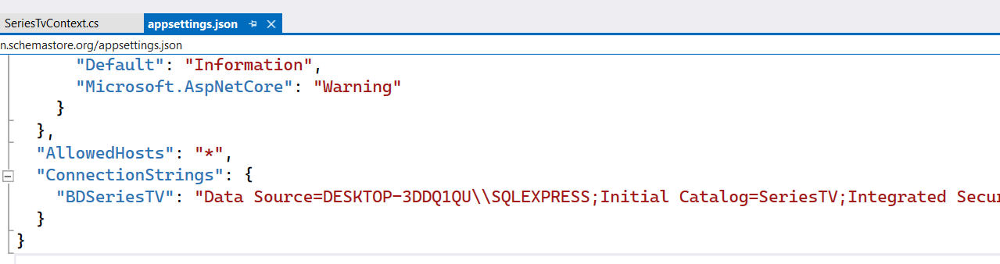 SeriesTvContext.cs appsettings.json
n.schemastore.org/appsettings.json
"Default": "Information",
"Microsoft.AspNetCore": "Warning"
}
},
"AllowedHosts": "*",
"ConnectionStrings": {
"BDSeriesTV": "Data Source=DESKTOP-3DDQ1QU\\SQLEXPRESS;Initial Catalog=SeriesTV;Integrated Secu
}
}